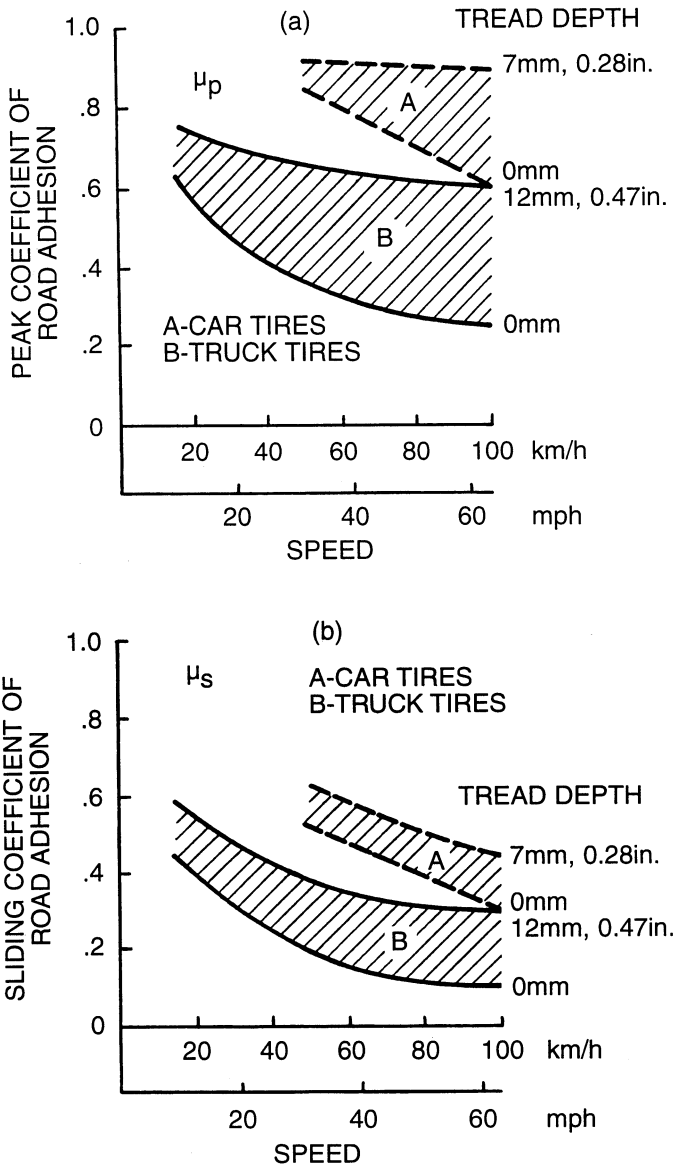 (a)
TREAD DEPTH
PEAK COEFFICIENT OF
ROAD ADHESION
1.0
.8
.6
.4
.2
0
μp
A
B
7mm, 0.28in.
0mm
12mm, 0.47in.
0mm
A-CAR TIRES
B-TRUCK TIRES
20 40 60 80 100 km/h
20 40 60 mph
SPEED
(b)
SLIDING COEFFICIENT OF
ROAD ADHESION
1.0
.8
.6
.4
.2
0
μs
A-CAR TIRES
B-TRUCK TIRES
TREAD DEPTH
A
B
7mm, 0.28in.
0mm
12mm, 0.47in.
0mm
20 40 60 80 100 km/h
20 40 60 mph
SPEED